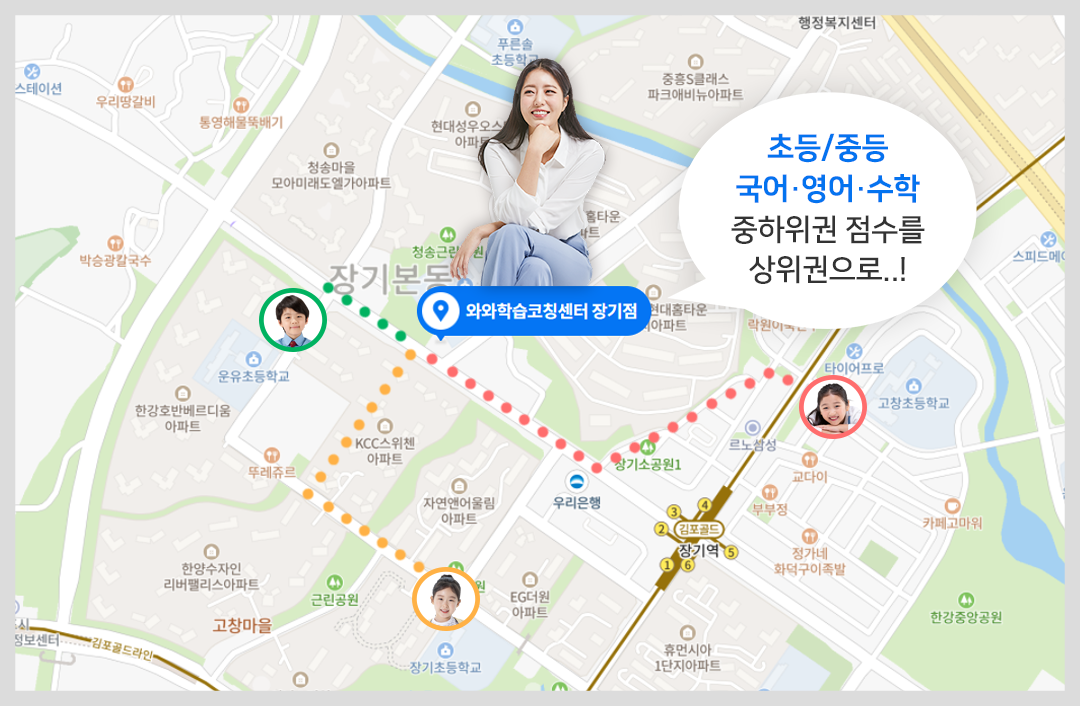 행정복지센터
푸른솔
초등학교
스테이션
우리땅갈비
중흥S클래스
파크애비뉴아파트
통영해물뚝배기
현대성우오스
아파트
초등/중등
국어·영어·수학
중하위권 점수를
상위권으로..!
청송마을
모아미래도엘가아파트
홈타운
박승광칼국수
청송근린공원
스피드메
장기본동
와와학습코칭센터 장기점
현대홈타운
아파트
타이어프로
운유초등학교
고창초등학교
한강호반베르디움
아파트
KCC스위첸
아파트
르노삼성
장기소공원1
뚜레쥬르
교다이
우리은행
자연앤어울림
아파트
부부정
카페고마워
3
4
2
김포골드
장기역
5
1
6
정가네
화덕구이족발
한양수자인
리버팰리스아파트
근린공원
EG더원
아파트
한강중앙공원
고창마을
정보센터
김포골드라인
장기초등학교
휴먼시아
1단지아파트